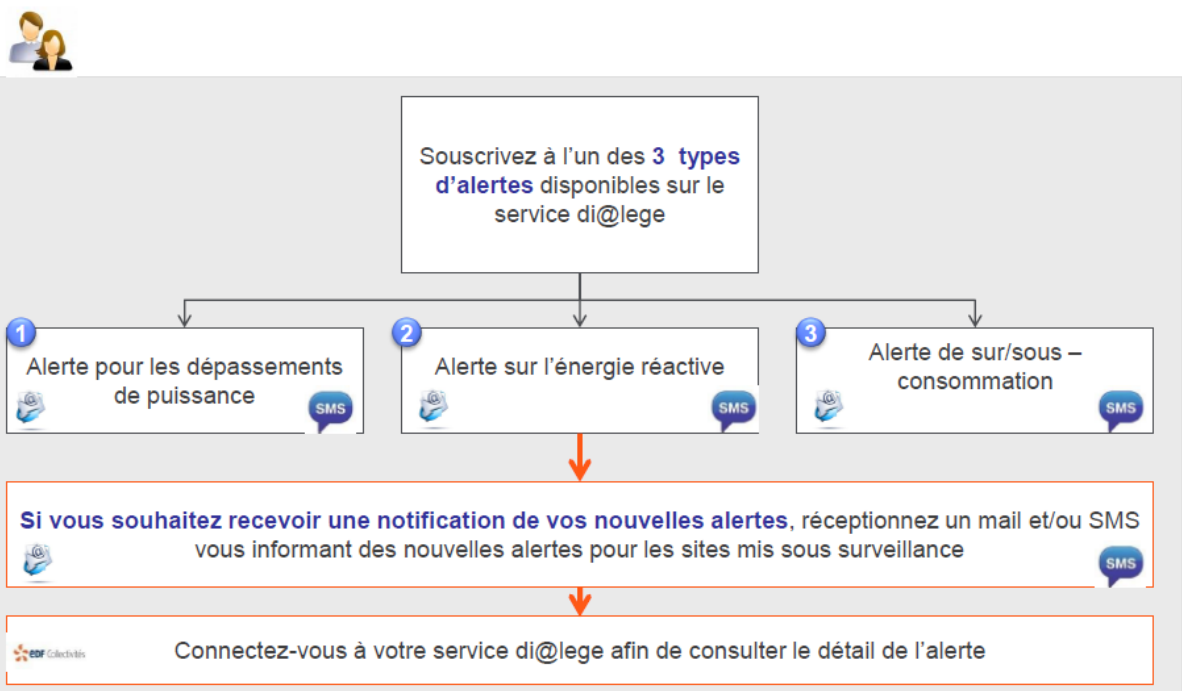 Souscrivez à l’un des 3 types
d’alertes disponibles sur le
service di@lege
1
Alerte pour les dépassements
de puissance
@
SMS
2
Alerte sur l’énergie réactive
@
SMS
3
Alerte de sur/sous –
consommation
@
SMS
Si vous souhaitez recevoir une notification de vos nouvelles alertes, réceptionnez un mail et/ou SMS
vous informant des nouvelles alertes pour les sites mis sous surveillance
@
SMS
eDF Collectivités
Connectez-vous à votre service di@lege afin de consulter le détail de l’alerte